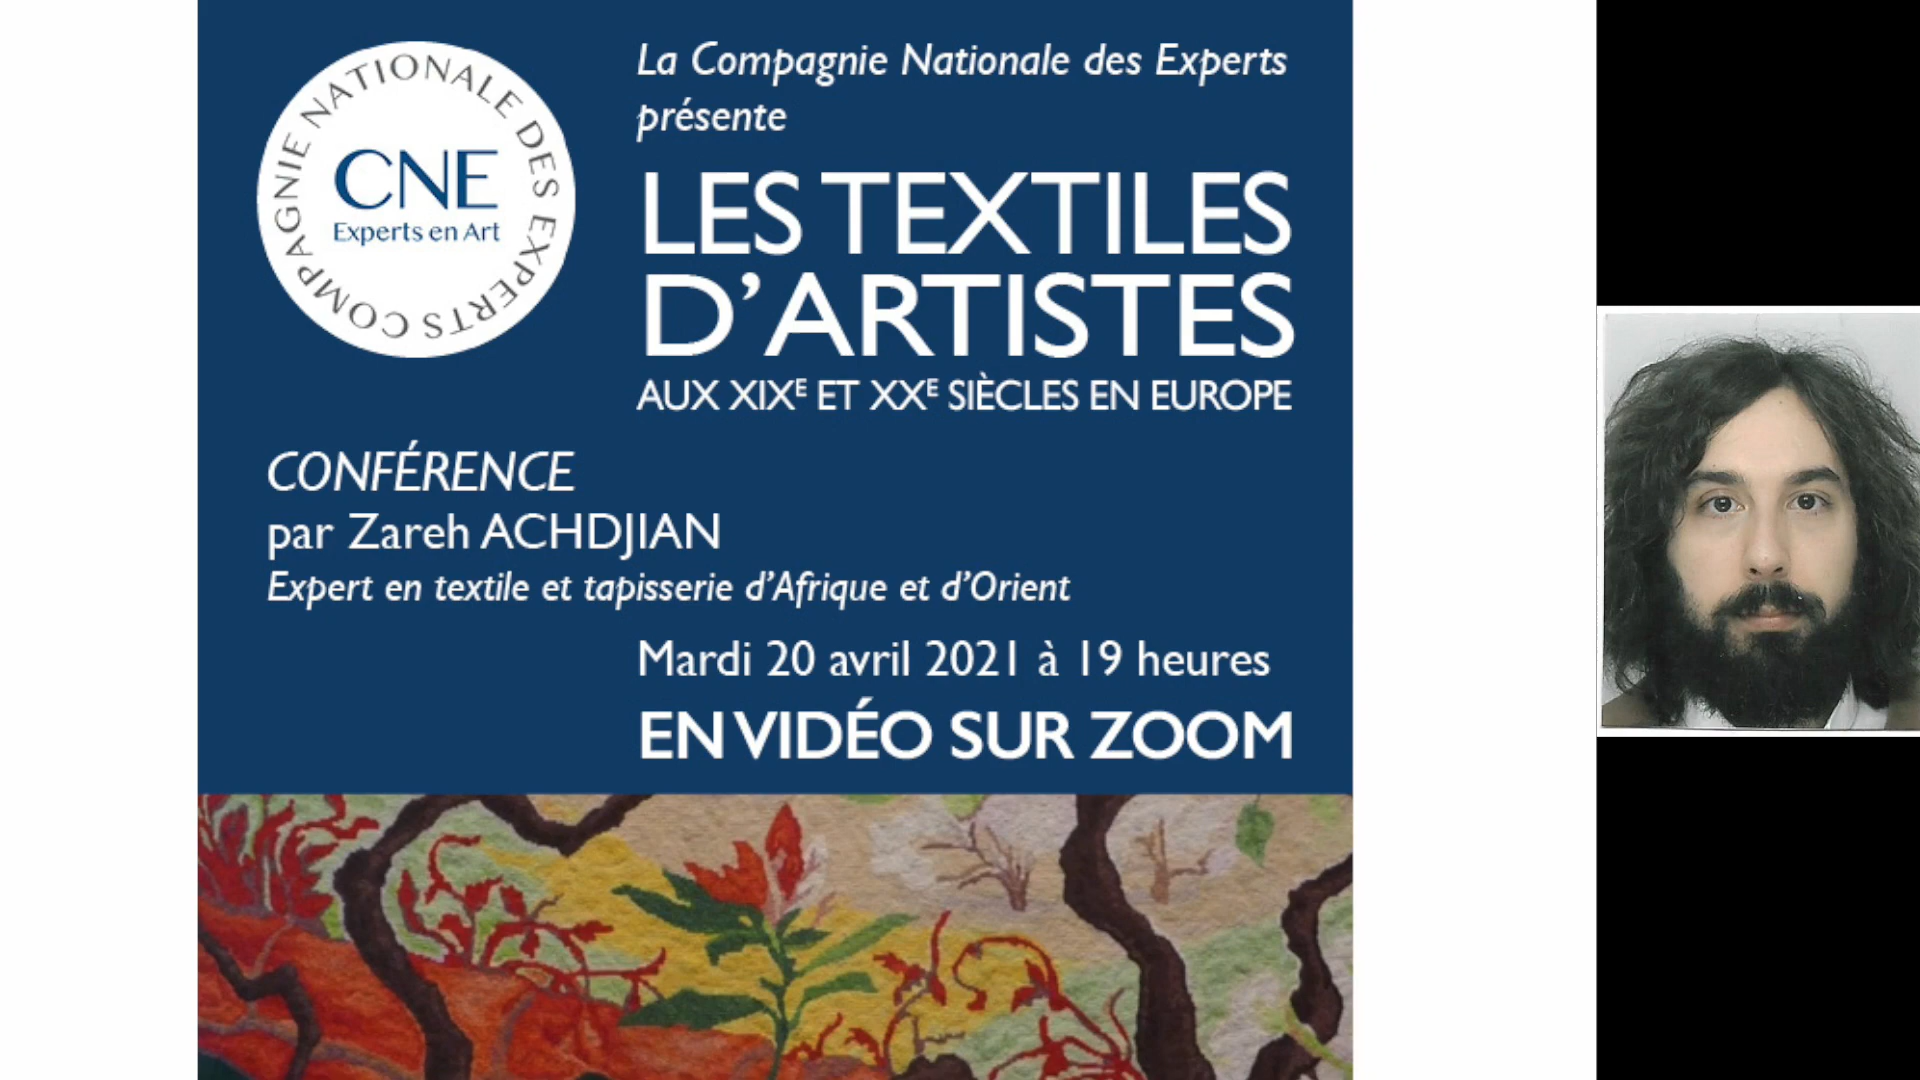 COMPAGNIE NATIONALE DES EXPERTS
CNE
Experts en Art
La Compagnie Nationale des Experts
présente
LES TEXTILES
D’ARTISTES
AUX XIXE ET XXE SIÈCLES EN EUROPE
CONFÉRENCE
par Zareh ACHDJIAN
Expert en textile et tapisserie d’Afrique et d’Orient
Mardi 20 avril 2021 à 19 heures
EN VIDÉO SUR ZOOM